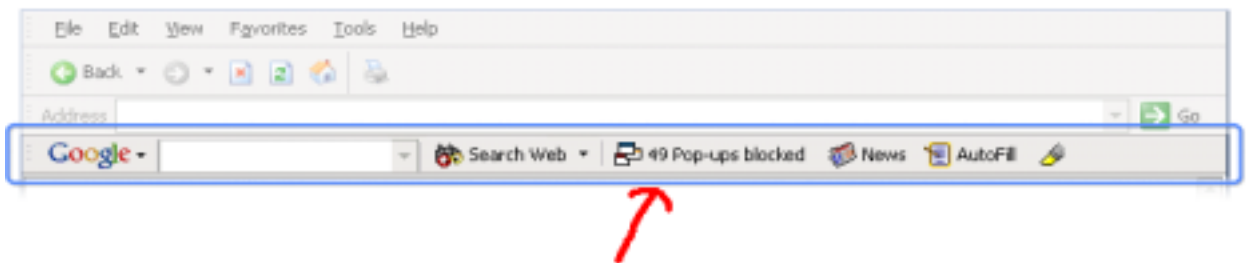 File Edit View Favorites Tools Help
Back
Address Go
Google Search Web 49 Pop-ups blocked News AutoFill